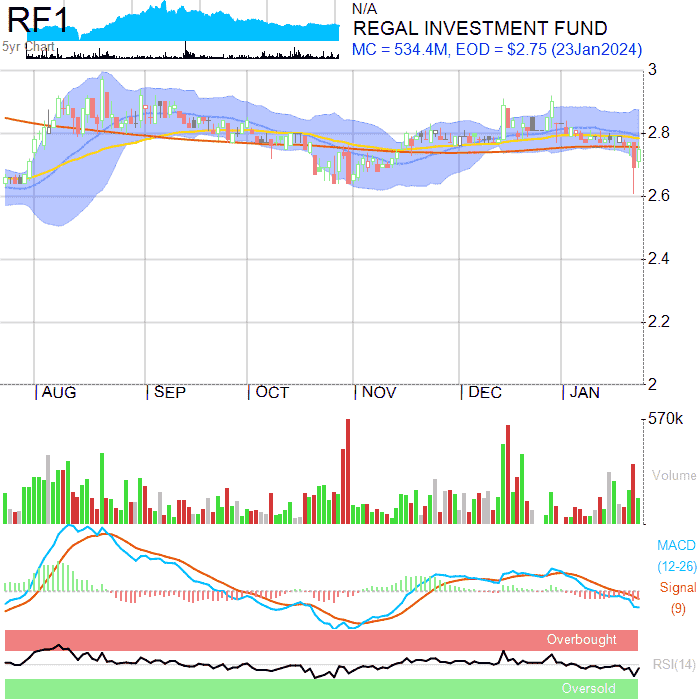 RF1
5yr Chart
N/A
REGAL INVESTMENT FUND
MC = 534.4M, EOD = $2.75 (23Jan2024)
3
2.8
2.6
2.4
2.2
2
AUG SEP OCT NOV DEC JAN
570k
Volume
MACD
(12-26)
Signal
(9)
Overbought
RSI(14)
Oversold